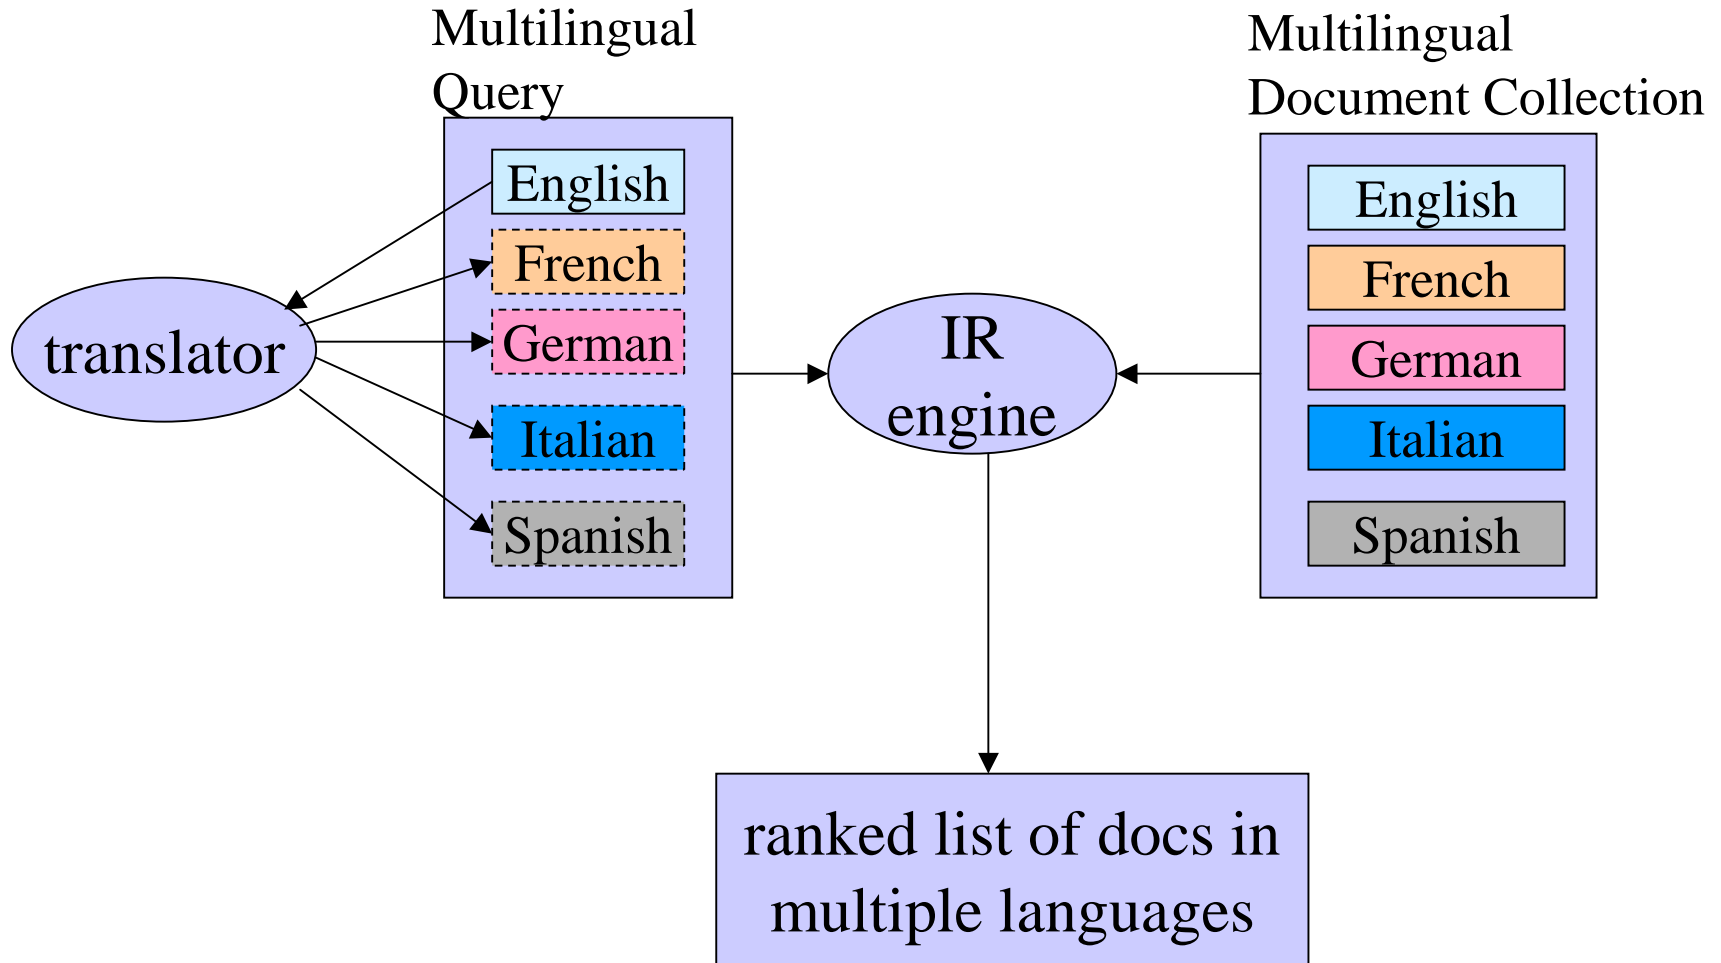 Multilingual
Query
English
French
German
Italian
Spanish
translator
IR
engine
Multilingual
Document Collection
English
French
German
Italian
Spanish
ranked list of docs in
multiple languages